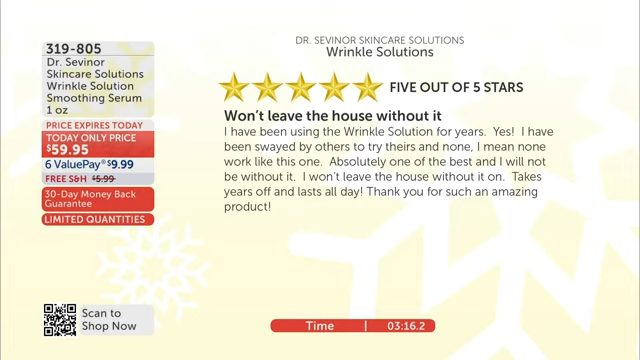 319-805
Dr. Sevinor
Skincare Solutions
Wrinkle Solution
Smoothing Serum
1 oz
PRICE EXPIRES TODAY
TODAY ONLY PRICE
$59.95
6 ValuePay® $9.99
FREE S&H $5.99
30-Day Money Back
Guarantee
LIMITED QUANTITIES
DR. SEVINOR SKINCARE SOLUTIONS
Wrinkle Solutions
FIVE OUT OF 5 STARS
Won't leave the house without it
I have been using the Wrinkle Solution for years. Yes! I have
been swayed by others to try theirs and none, I mean none
work like this one. Absolutely one of the best and I will not
be without it. I won't leave the house without it on. Takes
years off and lasts all day! Thank you for such an amazing
product!
Scan to
Shop Now
Time | 03:16.2